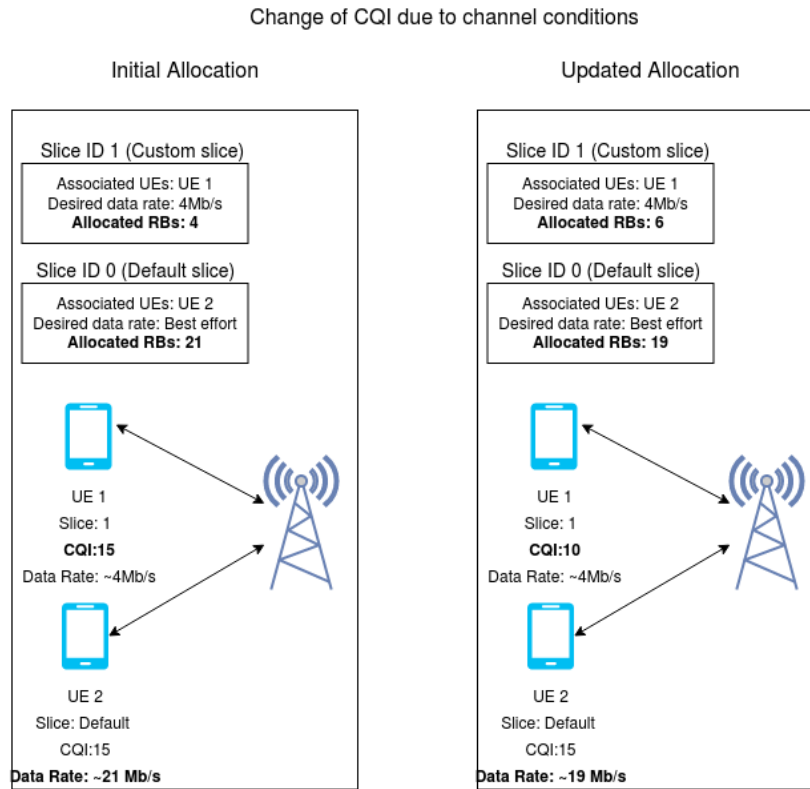 Change of CQI due to channel conditions
Initial Allocation
Slice ID 1 (Custom slice)
Associated UEs: UE 1
Desired data rate: 4Mb/s
Allocated RBs: 4
Slice ID 0 (Default slice)
Associated UEs: UE 2
Desired data rate: Best effort
Allocated RBs: 21
UE 1
Slice: 1
CQI:15
Data Rate: ~4Mb/s
UE 2
Slice: Default
CQI:15
Data Rate: ~21 Mb/s
Updated Allocation
Slice ID 1 (Custom slice)
Associated UEs: UE 1
Desired data rate: 4Mb/s
Allocated RBs: 6
Slice ID 0 (Default slice)
Associated UEs: UE 2
Desired data rate: Best effort
Allocated RBs: 19
UE 1
Slice: 1
CQI:10
Data Rate: ~4Mb/s
UE 2
Slice: Default
CQI:15
Data Rate: ~19 Mb/s